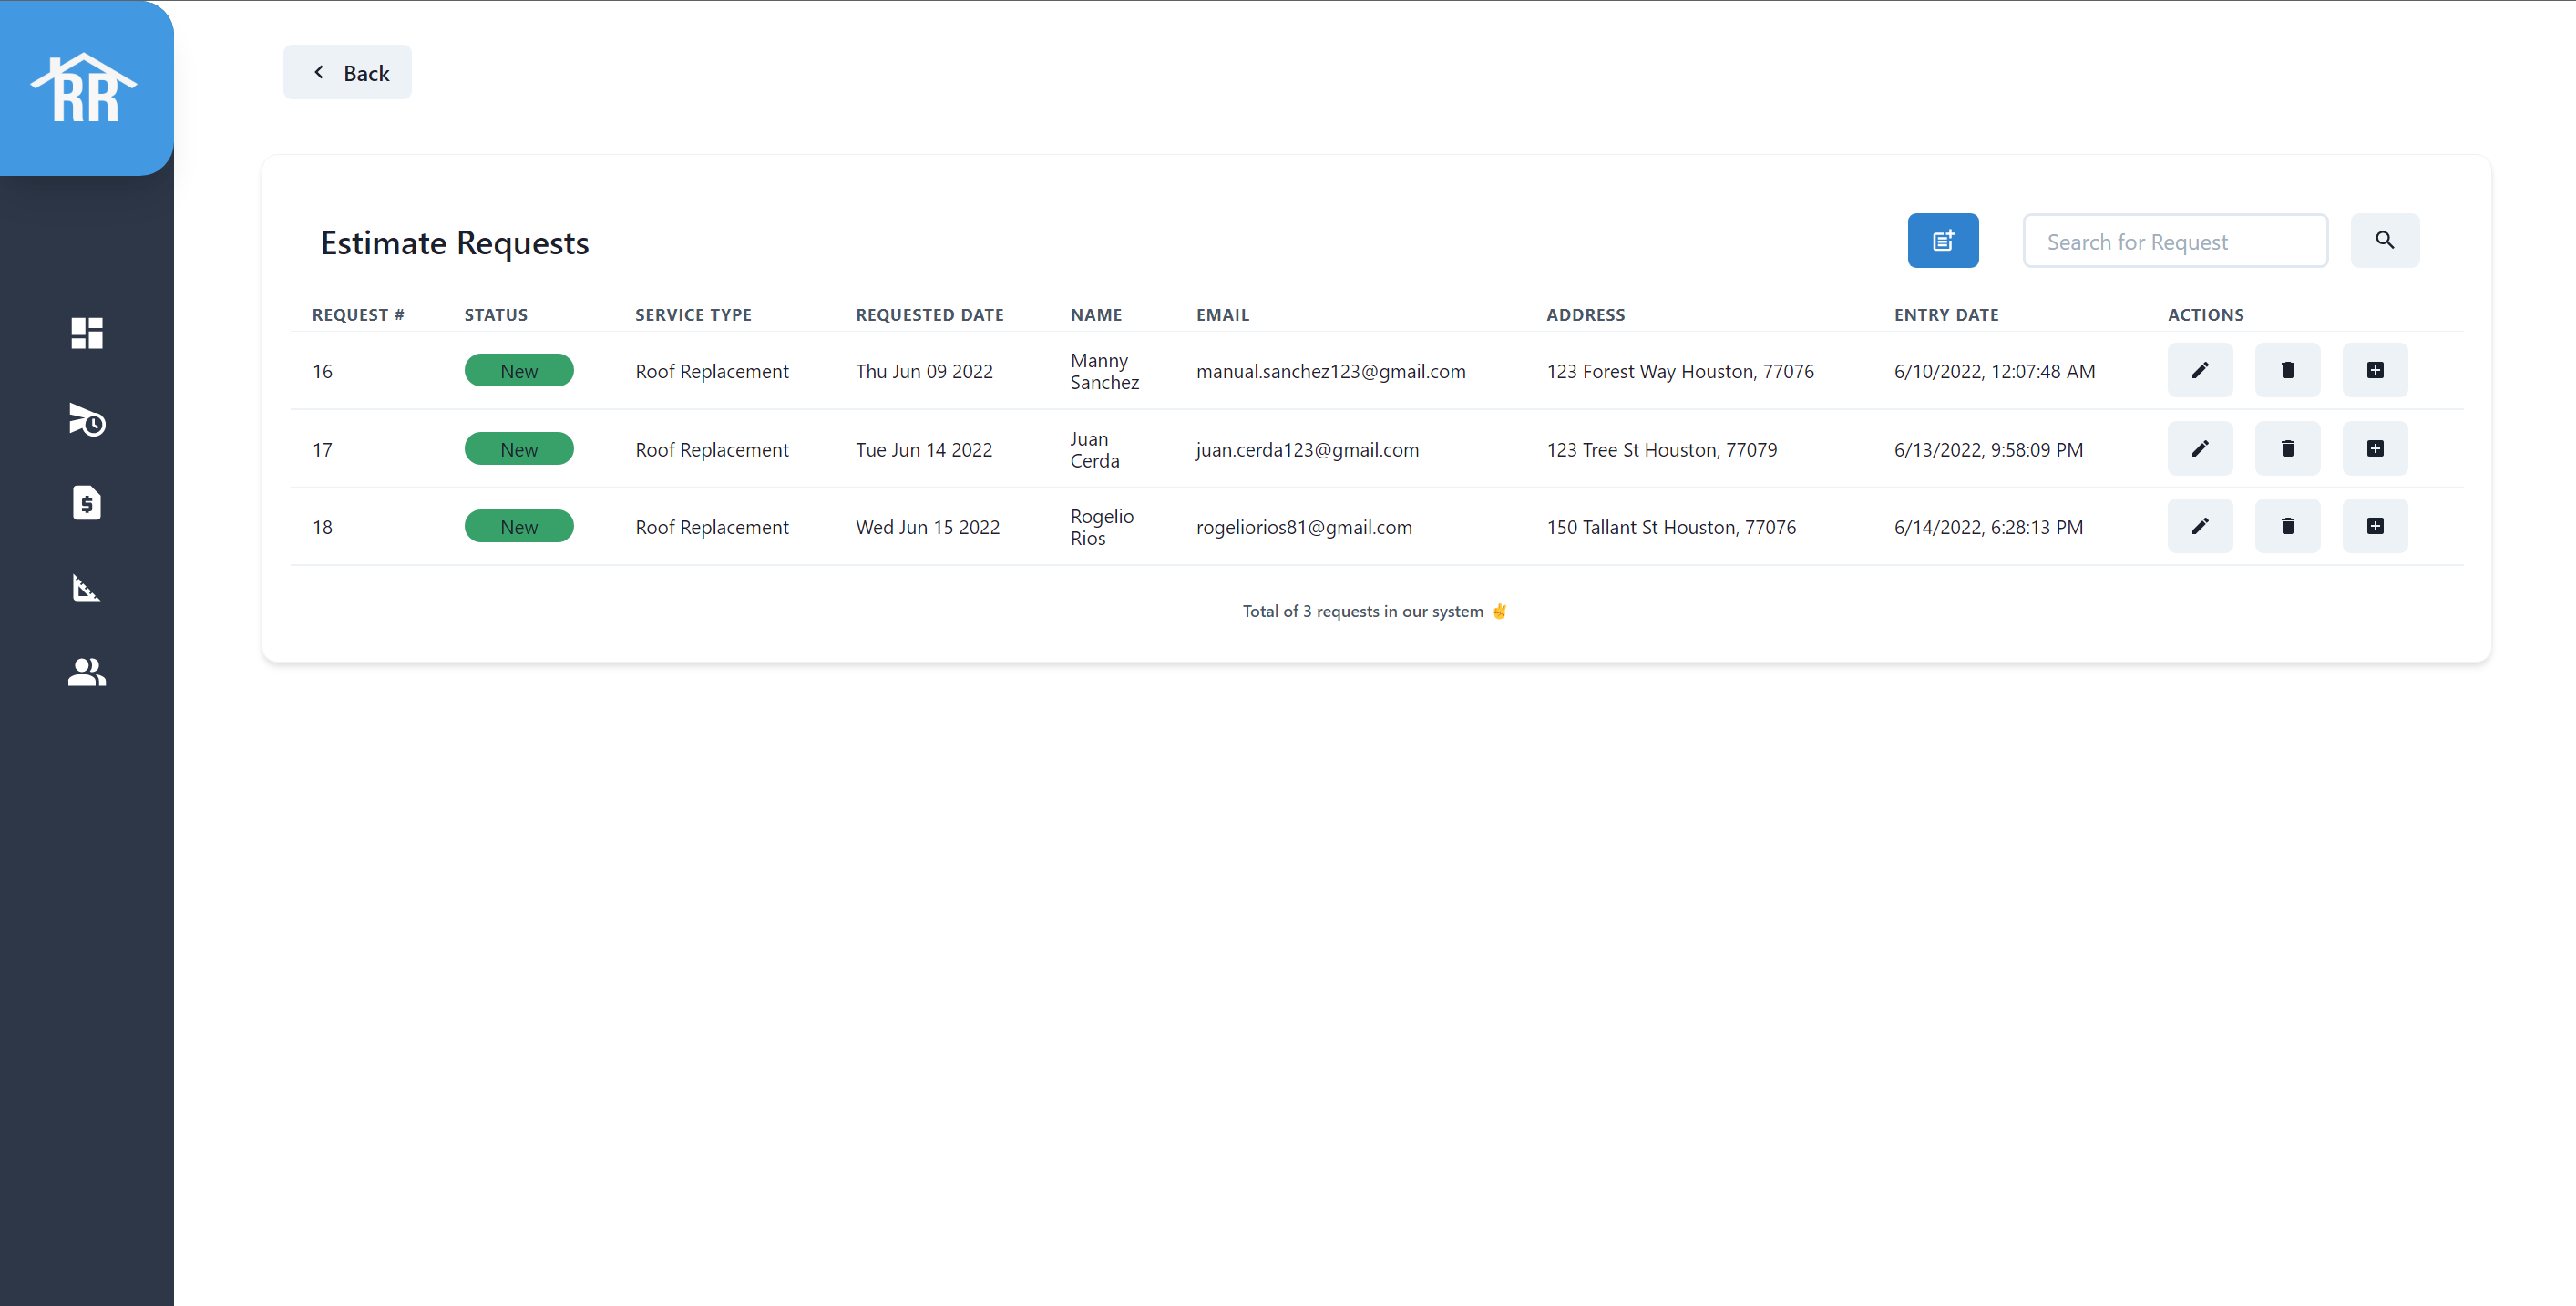 RR
Back
Estimate Requests
Search for Request
REQUEST # STATUS SERVICE TYPE REQUESTED DATE NAME EMAIL ADDRESS ENTRY DATE ACTIONS
16 New Roof Replacement Thu Jun 09 2022 Manny Sanchez manual.sanchez123@gmail.com 123 Forest Way Houston, 77076 6/10/2022, 12:07:48 AM
17 New Roof Replacement Tue Jun 14 2022 Juan Cerda juan.cerda123@gmail.com 123 Tree St Houston, 77079 6/13/2022, 9:58:09 PM
18 New Roof Replacement Wed Jun 15 2022 Rogelio Rios rogeliorios81@gmail.com 150 Tallant St Houston, 77076 6/14/2022, 6:28:13 PM
Total of 3 requests in our system ✌️